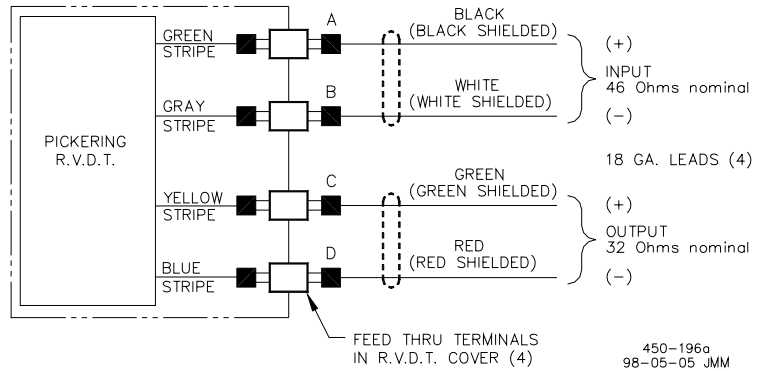 A
BLACK
(BLACK SHIELDED)
GREEN
STRIPE
(+)
INPUT
46 Ohms nominal
B
WHITE
(WHITE SHIELDED)
GRAY
STRIPE
(-)
PICKERING
R.V.D.T.
18 GA. LEADS (4)
C
GREEN
(GREEN SHIELDED)
YELLOW
STRIPE
(+)
OUTPUT
32 Ohms nominal
D
RED
(RED SHIELDED)
BLUE
STRIPE
(-)
FEED THRU TERMINALS
IN R.V.D.T. COVER (4)
450-196a
98-05-05 JMM